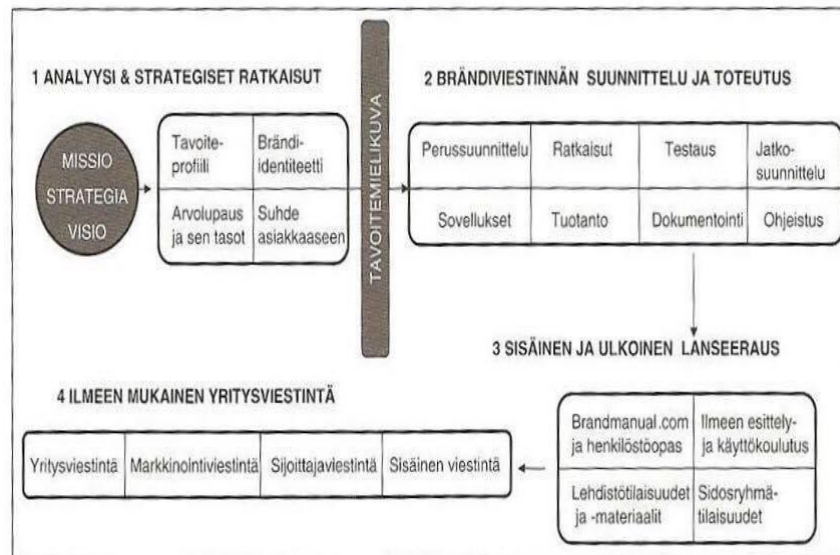 1 ANALYYSI & STRATEGISET RATKAISUT
MISSIO
STRATEGIA
VISIO
Tavoite-
profiili
Brändi-
identiteetti
Arvolupaus
ja sen tasot
Suhde
asiakkaaseen
TAVOITEMIELIKUVA
2 BRÄNDIVIESTINNÄN SUUNNITTELU JA TOTEUTUS
Perussuunnittelu
Ratkaisut
Testaus
Jatko-
suunnittelu
Sovellukset
Tuotanto
Dokumentointi
Ohjeistus
3 SISÄINEN JA ULKOINEN LANSEERAUS
Brandmanual.com
ja henkilöstöopas
Ilmeen esittely-
ja käyttökoulutus
Lehdistötilaisuudet
ja -materiaalit
Sidosryhmä-
tilaisuudet
4 ILMEEN MUKAINEN YRITYSVIESTINTÄ
Yritysviestintä
Markkinointiviestintä
Sijoittajaviestintä
Sisäinen viestintä